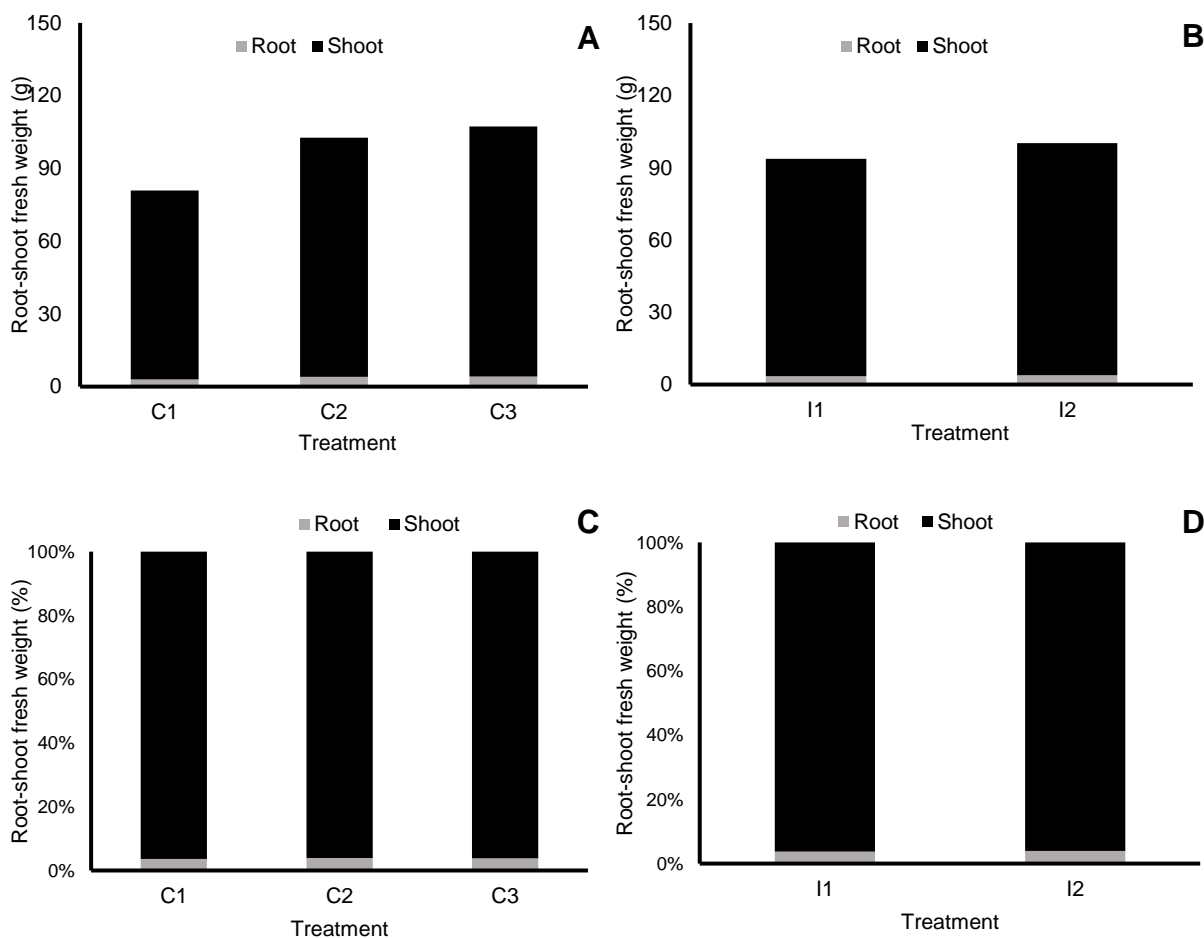 A
Root Shoot
Root-shoot fresh weight (g)
150
120
90
60
30
0
C1 C2 C3
Treatment
B
Root Shoot
Root-shoot fresh weight (g)
150
120
90
60
30
0
I1 I2
Treatment
C
Root Shoot
Root-shoot fresh weight (%)
100%
80%
60%
40%
20%
0%
C1 C2 C3
Treatment
D
Root Shoot
Root-shoot fresh weight (%)
100%
80%
60%
40%
20%
0%
I1 I2
Treatment